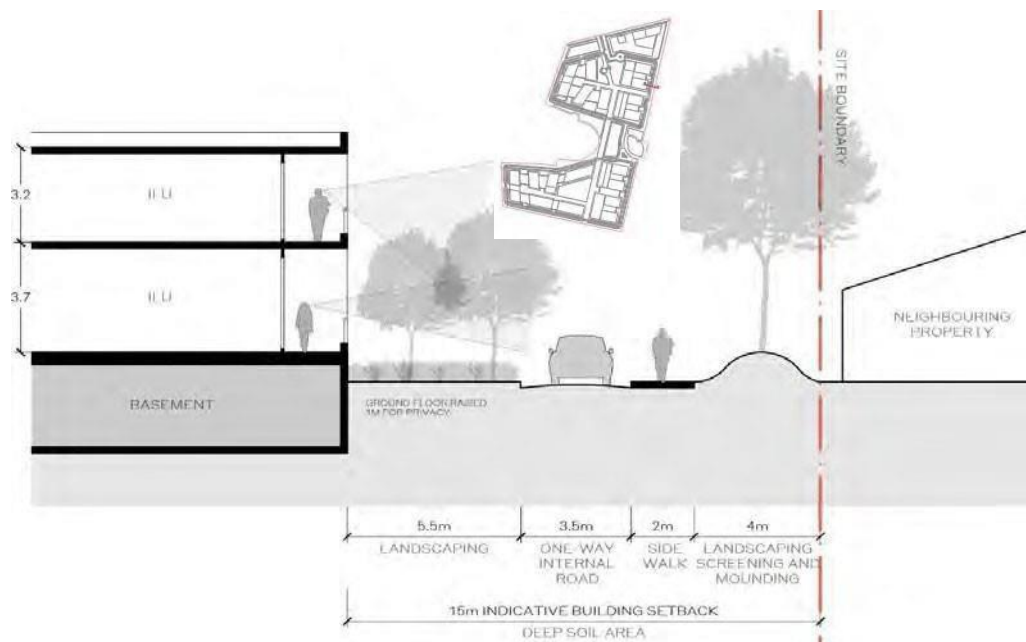 SITE BOUNDARY
3.2
ILU
3.7
ILU
NEIGHBOURING
PROPERTY
BASEMENT
GROUND FLOOR RAISED
1M FOR PRIVACY
5.5m
3.5m
2m
4m
LANDSCAPING
ONE-WAY
INTERNAL
ROAD
SIDE
WALK
LANDSCAPING
SCREENING AND
MOUNDING
15m INDICATIVE BUILDING SETBACK
DEEP SOIL AREA